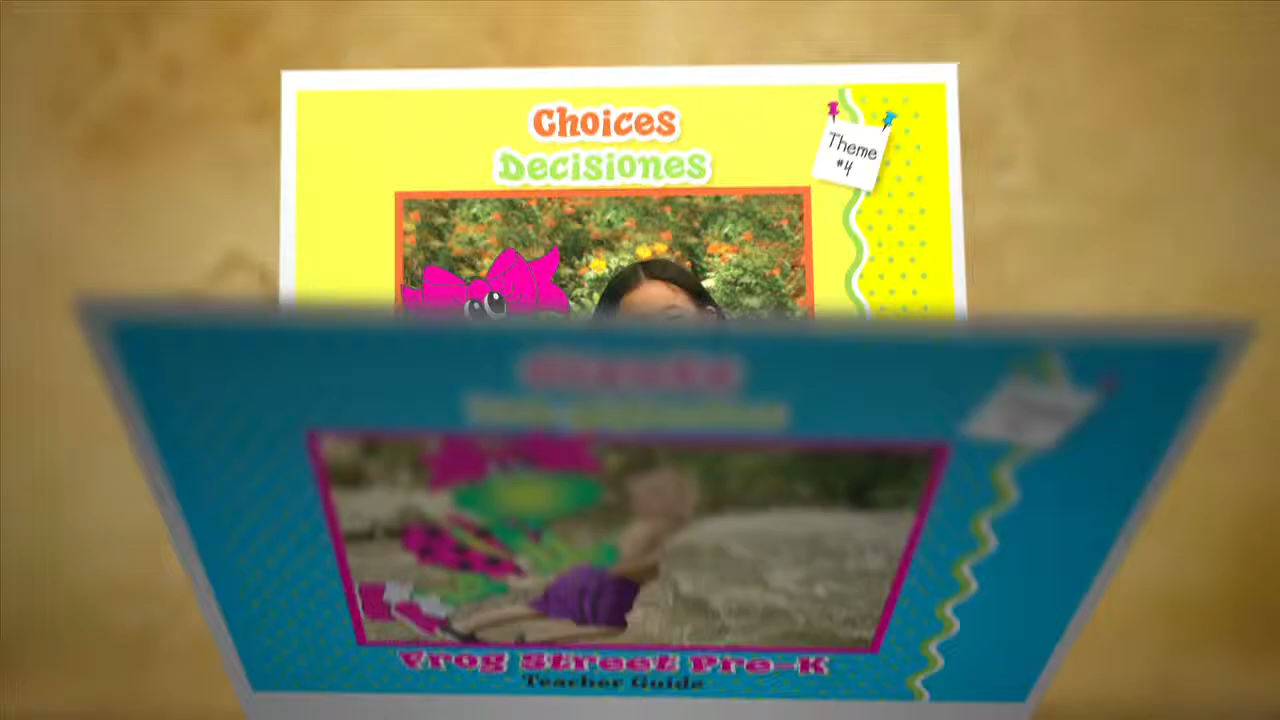 Choices
Decisiones
Theme
#4
Frog Street Pre-K
Teacher Guide